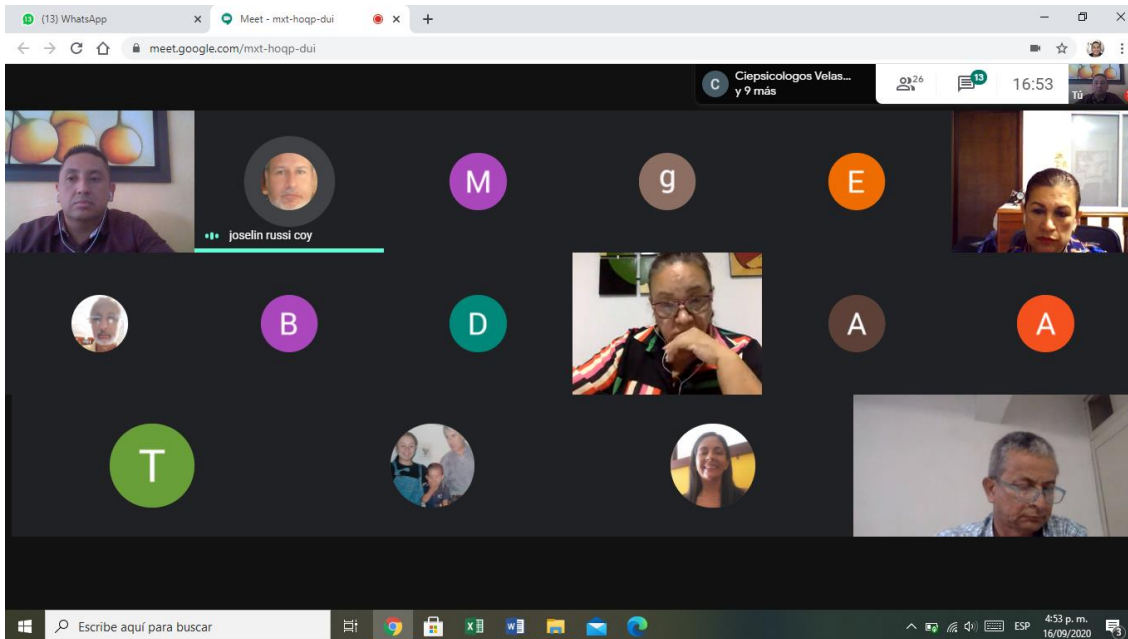 (13) WhatsApp
Meet - mxt-hoqp-dui
meet.google.com/mxt-hoqp-dui
C
Ciepsicologos Velas...
y 9 más
26
13
16:53
Tú
joselin russi coy
M
g
E
B
D
A
A
T
Escribe aquí para buscar
ESP
4:53 p. m.
16/09/2020
3